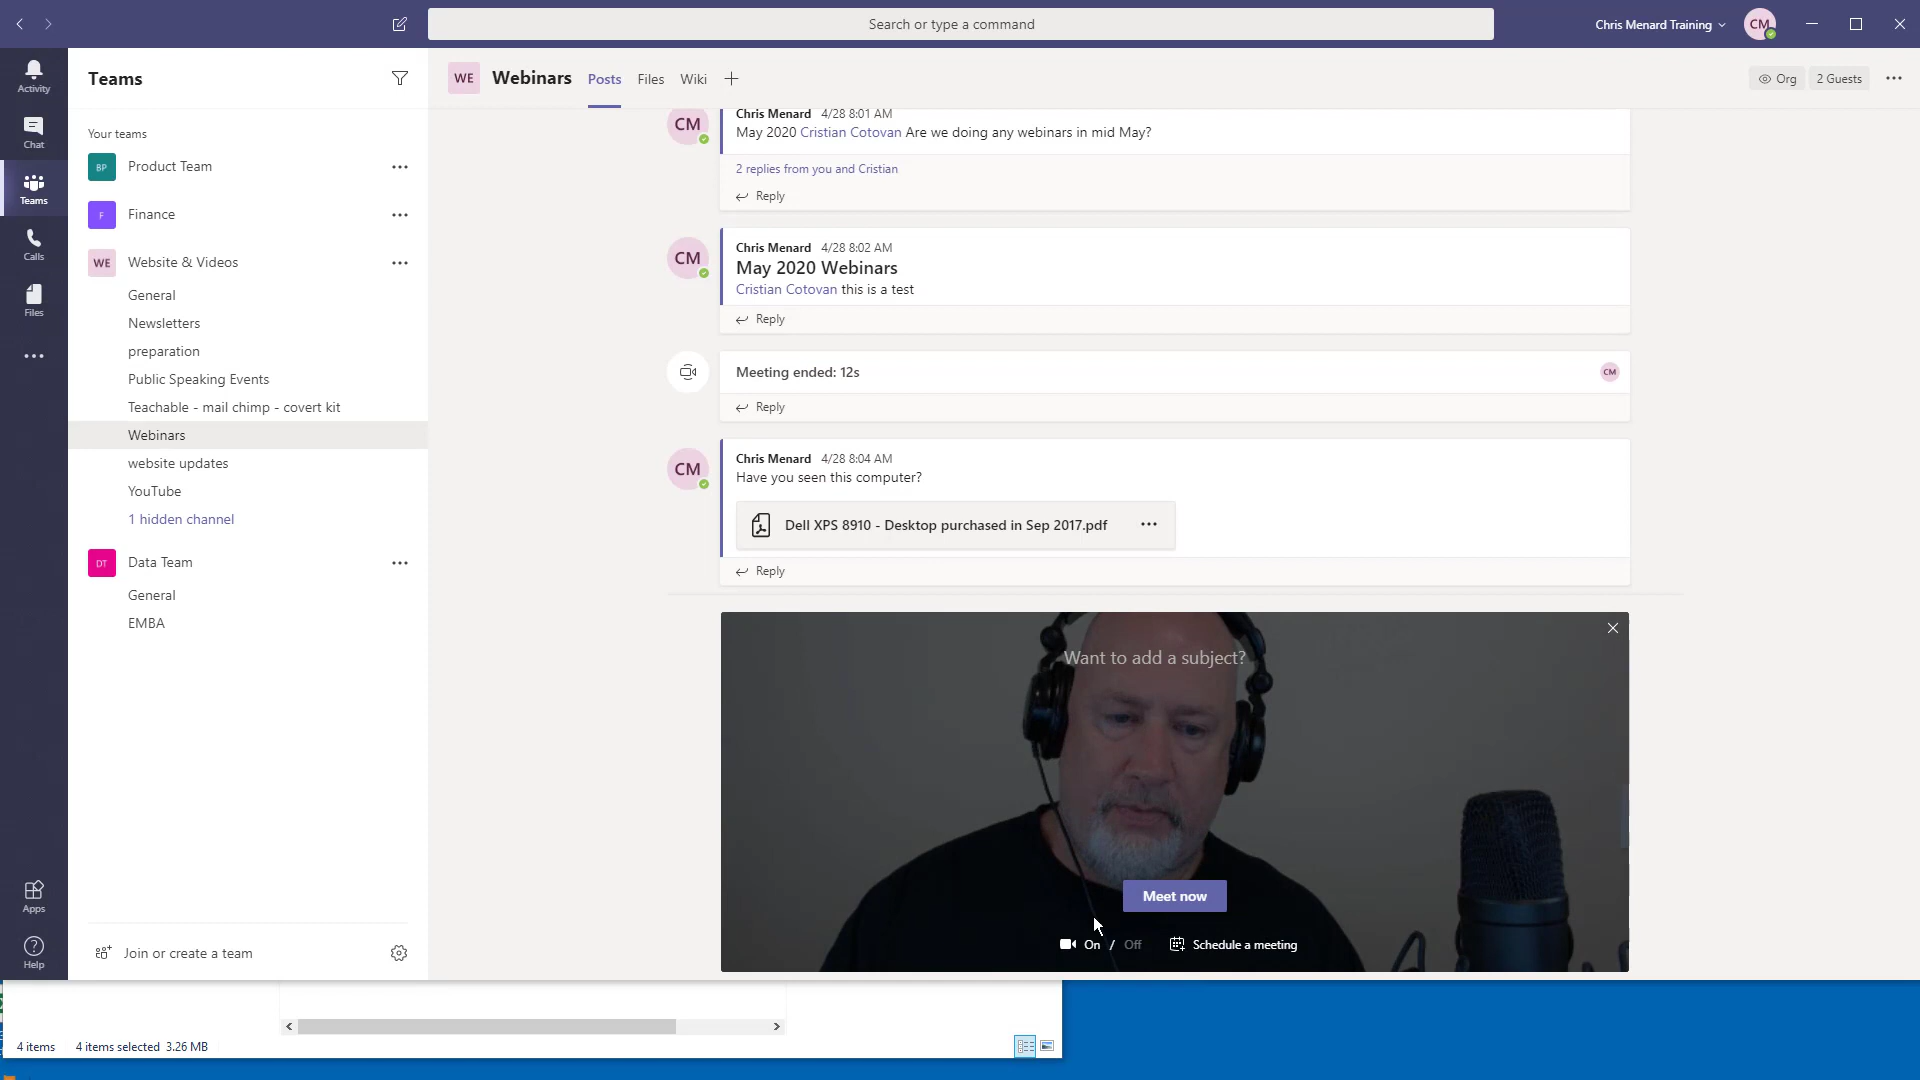 Search or type a command
Chris Menard Training
CM
Activity
Chat
Teams
Calls
Files
Apps
Help
Teams
Your teams
BP Product Team
F Finance
WE Website & Videos
General
Newsletters
preparation
Public Speaking Events
Teachable - mail chimp - covert kit
Webinars
website updates
YouTube
1 hidden channel
DT Data Team
General
EMBA
Join or create a team
WE Webinars Posts Files Wiki
Org 2 Guests
CM Chris Menard 4/28 8:01 AM
May 2020 Cristian Cotovan Are we doing any webinars in mid May?
2 replies from you and Cristian
Reply
CM Chris Menard 4/28 8:02 AM
May 2020 Webinars
Cristian Cotovan this is a test
Reply
Meeting ended: 12s CM
Reply
CM Chris Menard 4/28 8:04 AM
Have you seen this computer?
Dell XPS 8910 - Desktop purchased in Sep 2017.pdf
Reply
Want to add a subject?
Meet now
On / Off Schedule a meeting
4 items 4 items selected 3.26 MB